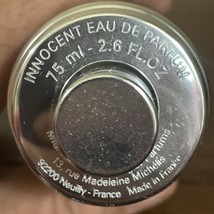 INNOCENT EAU DE PARFUM
75 ml - 2.6 FL.OZ
Parfums
13, rue Madeleine Michelis
92200 Neuilly - France Made in France